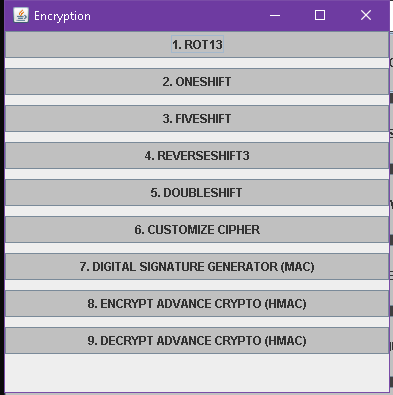 Encryption
1. ROT13
2. ONESHIFT
3. FIVESHIFT
4. REVERSESHIFT3
5. DOUBLESHIFT
6. CUSTOMIZE CIPHER
7. DIGITAL SIGNATURE GENERATOR (MAC)
8. ENCRYPT ADVANCE CRYPTO (HMAC)
9. DECRYPT ADVANCE CRYPTO (HMAC)